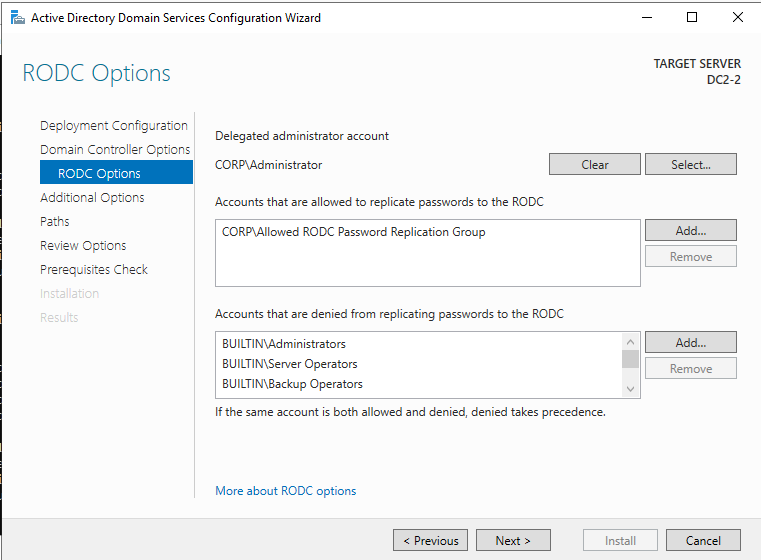 Active Directory Domain Services Configuration Wizard
RODC Options
TARGET SERVER
DC2-2
Deployment Configuration
Domain Controller Options
RODC Options
Additional Options
Paths
Review Options
Prerequisites Check
Installation
Results
Delegated administrator account
CORP\Administrator
Clear
Select...
Accounts that are allowed to replicate passwords to the RODC
CORP\Allowed RODC Password Replication Group
Add...
Remove
Accounts that are denied from replicating passwords to the RODC
BUILTIN\Administrators
BUILTIN\Server Operators
BUILTIN\Backup Operators
Add...
Remove
If the same account is both allowed and denied, denied takes precedence.
More about RODC options
< Previous
Next >
Install
Cancel